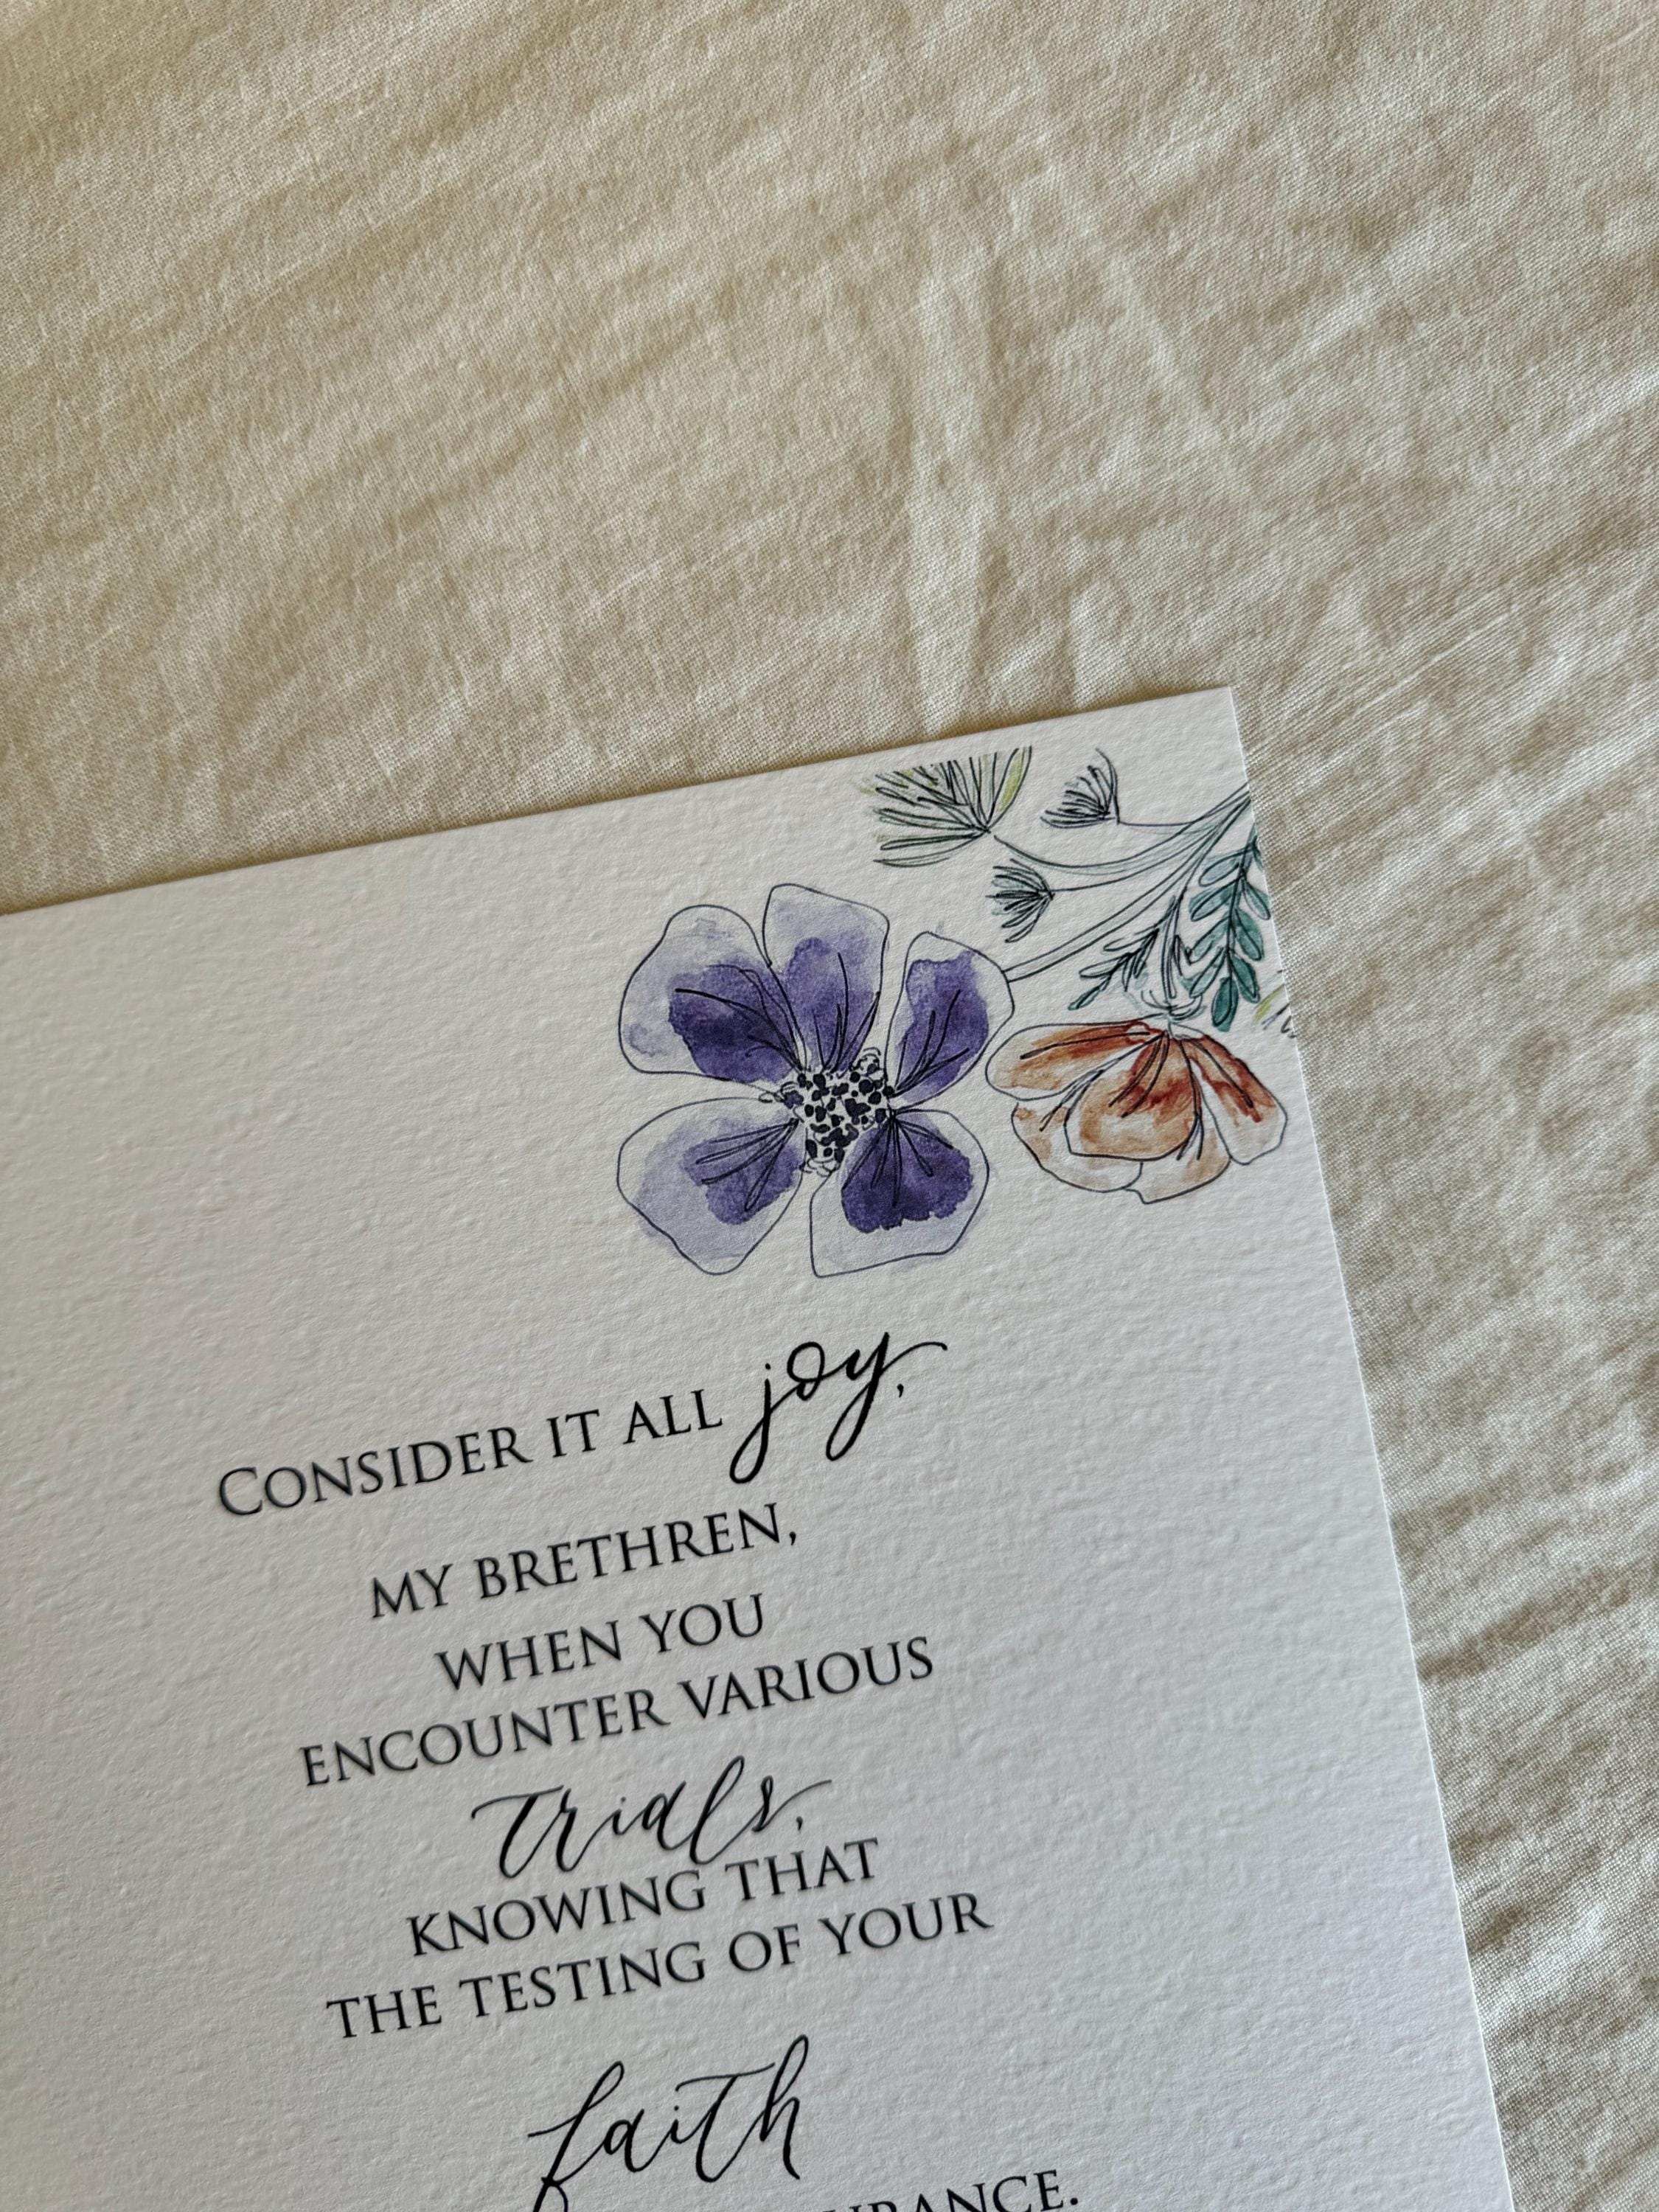 Consider it all joy,
my brethren,
when you
encounter various
trials,
knowing that
the testing of your
faith